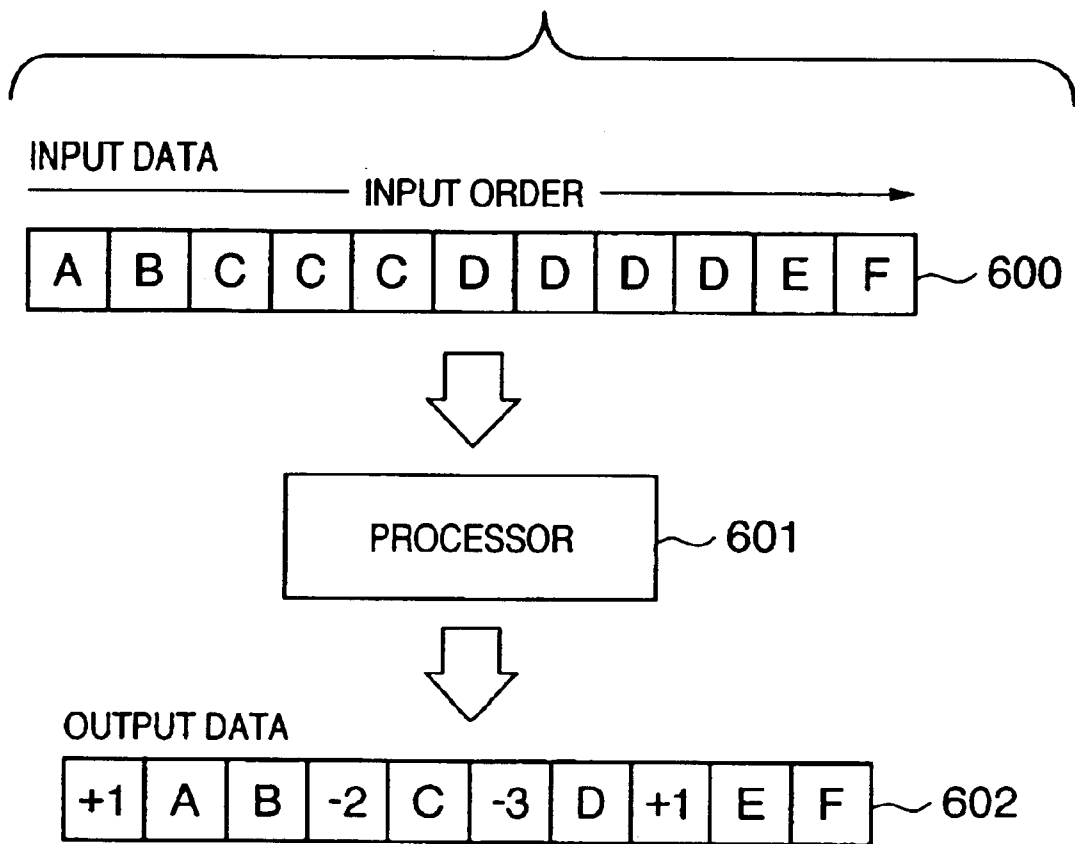 INPUT DATA
INPUT ORDER
A B C C C D D D D E F
600
PROCESSOR
601
OUTPUT DATA
+1 A B -2 C -3 D +1 E F
602